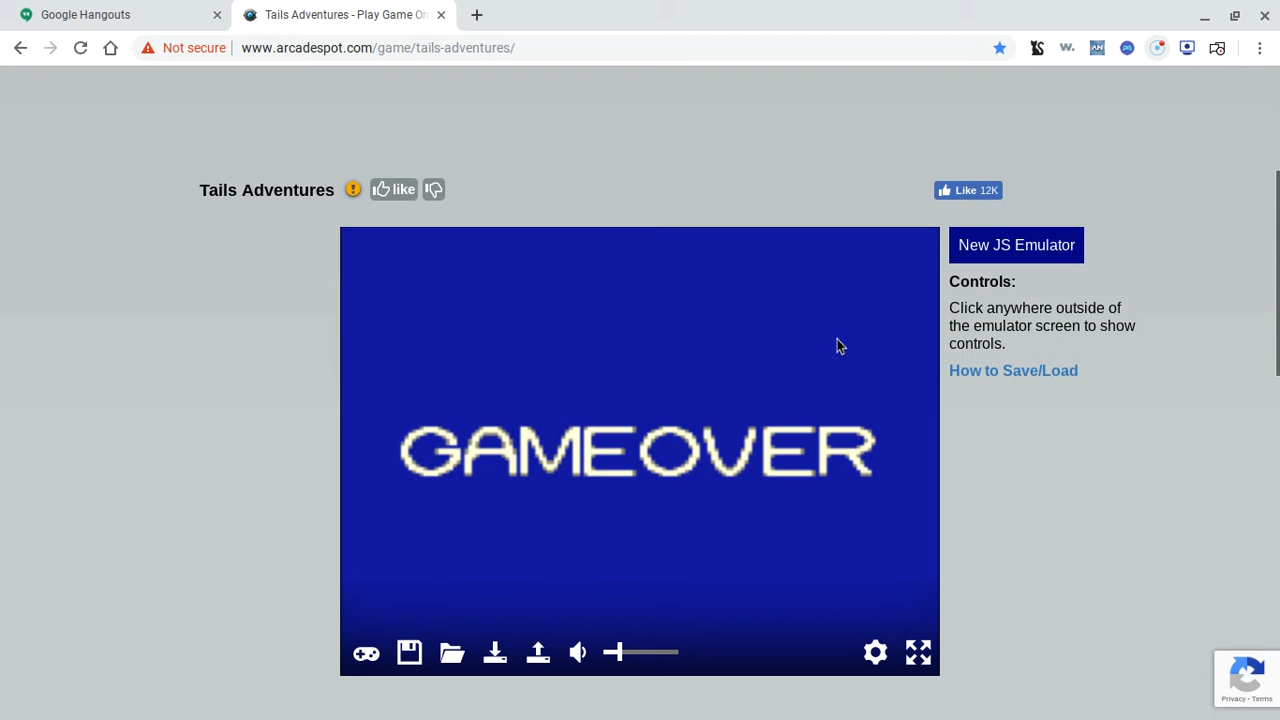 Google Hangouts
Tails Adventures - Play Game On
Not secure
www.arcadespot.com/game/tails-adventures/
Tails Adventures
like
Like 12K
New JS Emulator
Controls:
Click anywhere outside of
the emulator screen to show
controls.
How to Save/Load
GAMEOVER
Privacy - Terms